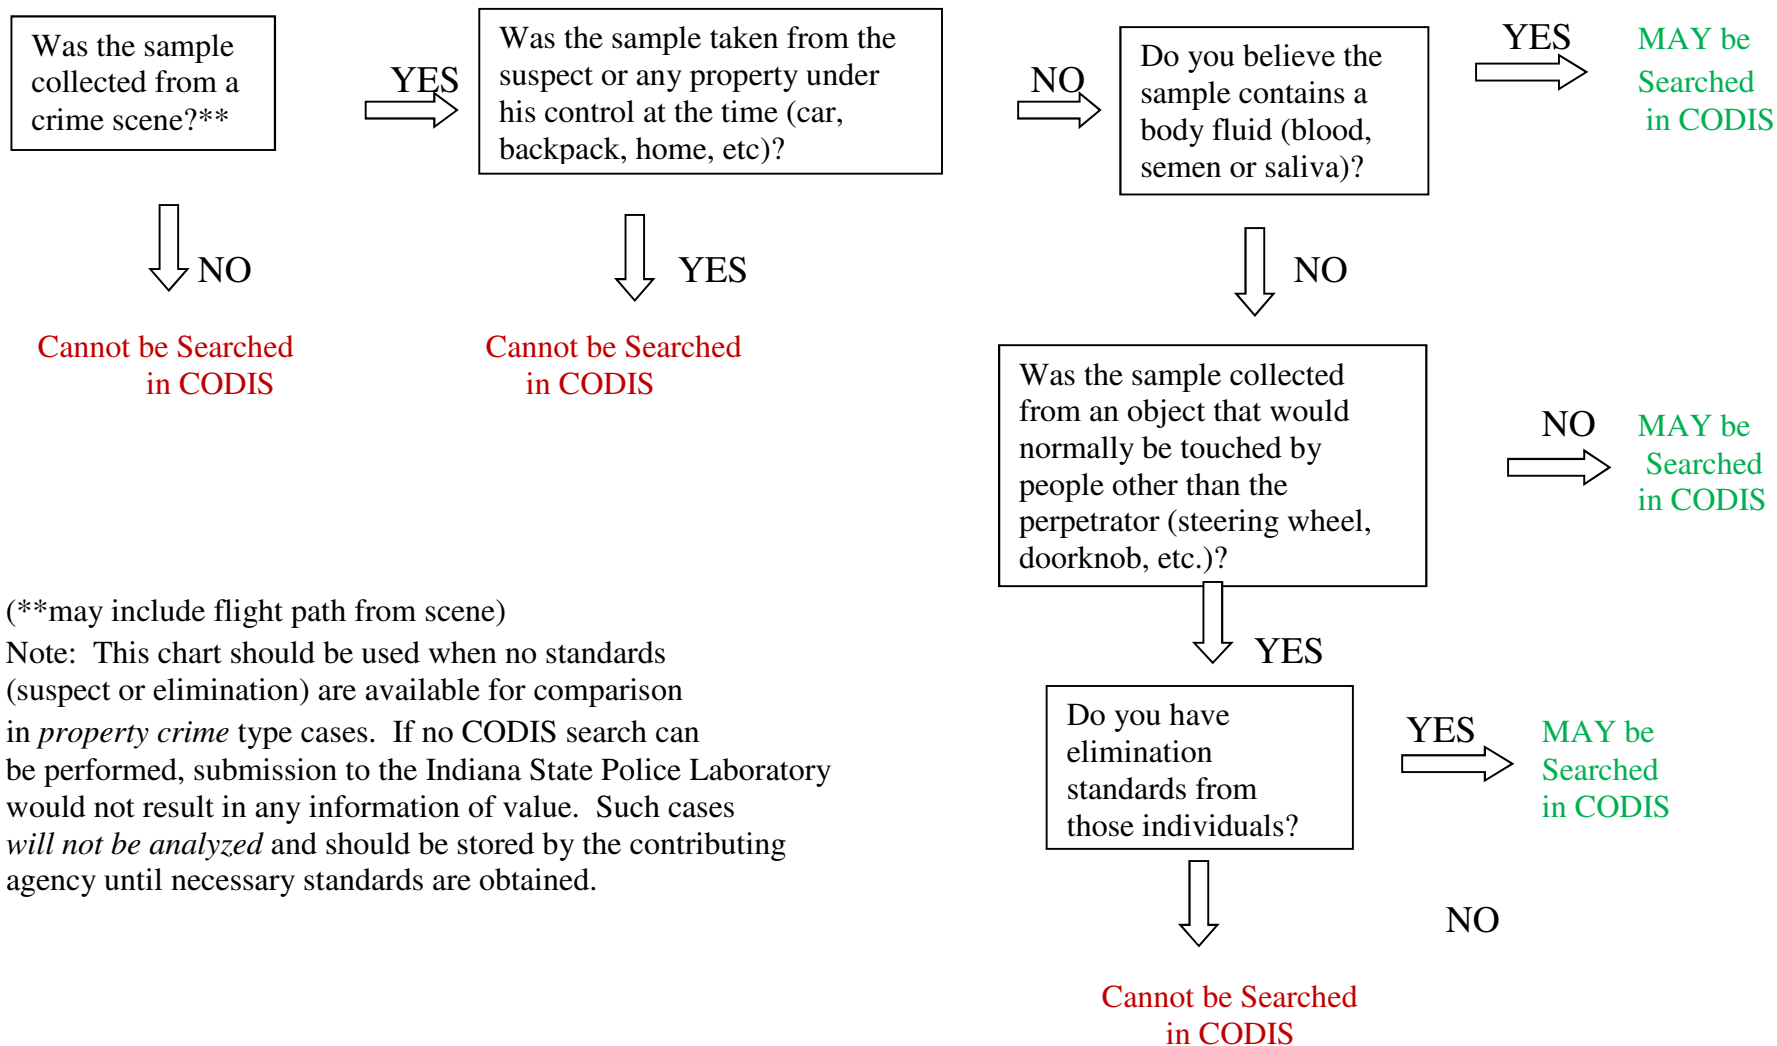 Was the sample
collected from a
crime scene?**
YES
Was the sample taken from the
suspect or any property under
his control at the time (car,
backpack, home, etc)?
NO
Do you believe the
sample contains a
body fluid (blood,
semen or saliva)?
YES
MAY be
Searched
in CODIS
NO
Cannot be Searched
in CODIS
YES
Cannot be Searched
in CODIS
NO
Was the sample collected
from an object that would
normally be touched by
people other than the
perpetrator (steering wheel,
doorknob, etc.)?
NO
MAY be
Searched
in CODIS
YES
Do you have
elimination
standards from
those individuals?
YES
MAY be
Searched
in CODIS
NO
Cannot be Searched
in CODIS
(**may include flight path from scene)
Note:  This chart should be used when no standards
(suspect or elimination) are available for comparison
in property crime type cases.  If no CODIS search can
be performed, submission to the Indiana State Police Laboratory
would not result in any information of value.  Such cases
will not be analyzed and should be stored by the contributing
agency until necessary standards are obtained.